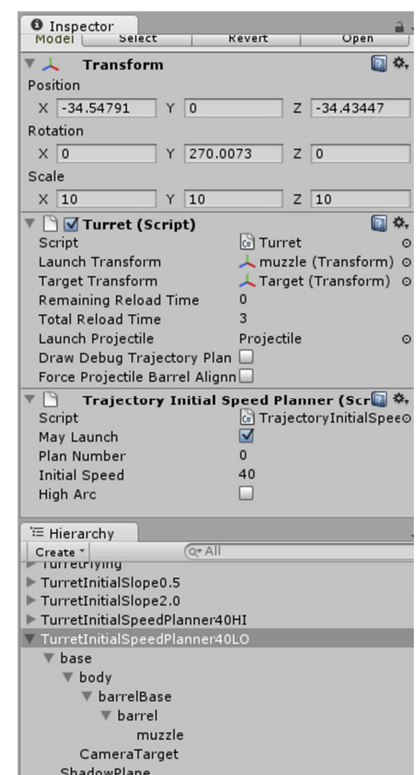 Inspector
Model Select Revert Open
Transform
Position
X -34.54791 Y 0 Z -34.43447
Rotation
X 0 Y 270.0073 Z 0
Scale
X 10 Y 10 Z 10
Turret (Script)
Script Turret
Launch Transform muzzle (Transform)
Target Transform Target (Transform)
Remaining Reload Time 0
Total Reload Time 3
Launch Projectile Projectile
Draw Debug Trajectory Plan
Force Projectile Barrel Alignn
Trajectory Initial Speed Planner (Scr
Script TrajectoryInitialSpee
May Launch
Plan Number 0
Initial Speed 40
High Arc
Hierarchy
Create All
TurretFlying
TurretInitialSlope0.5
TurretInitialSlope2.0
TurretInitialSpeedPlanner40HI
TurretInitialSpeedPlanner40LO
base
body
barrelBase
barrel
muzzle
CameraTarget
ShadowPlane